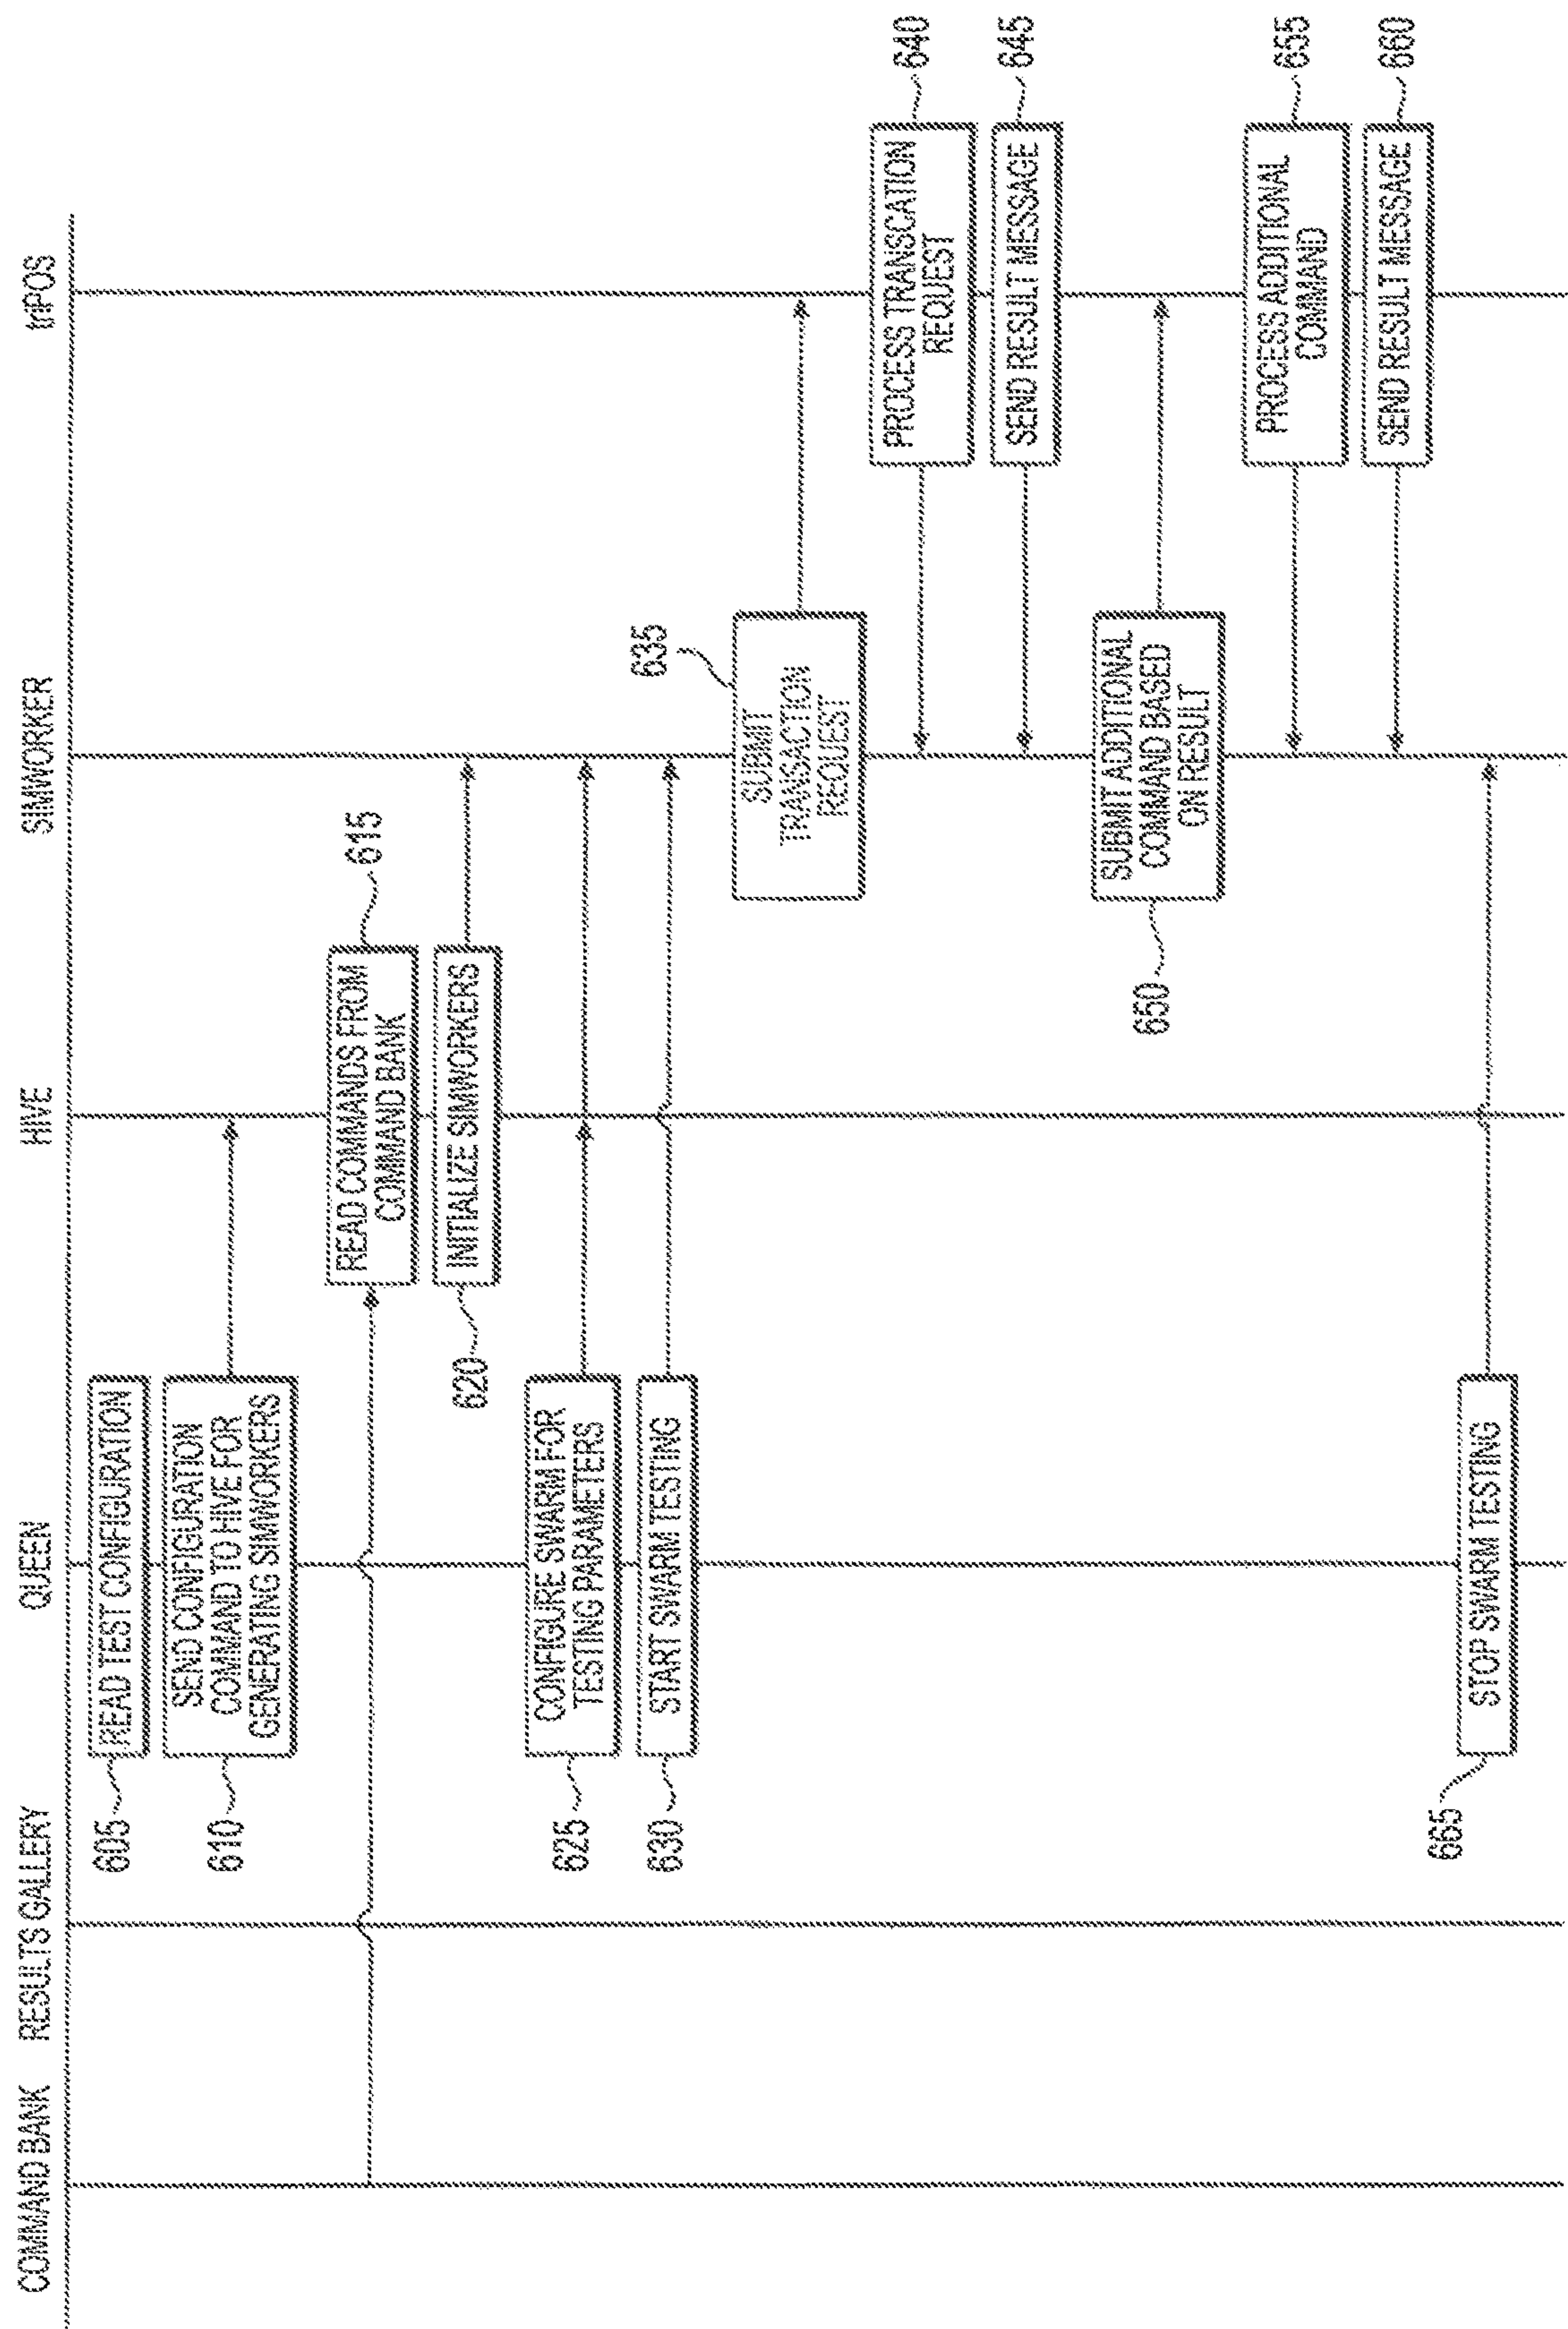 COMMAND BANK
RESULTS GALLERY
QUEEN
HIVE
SIMWORKER
triPOS
605
READ TEST CONFIGURATION
610
SEND CONFIGURATION
COMMAND TO HIVE FOR
GENERATING SIMWORKERS
READ COMMANDS FROM
COMMAND BANK
615
620
INITIALIZE SIMWORKERS
625
CONFIGURE SWARM FOR
TESTING PARAMETERS
630
START SWARM TESTING
635
SUBMIT
TRANSACTION
REQUEST
PROCESS TRANSCATION
REQUEST
640
SEND RESULT MESSAGE
645
650
SUBMIT ADDITIONAL
COMMAND BASED
ON RESULT
PROCESS ADDITIONAL
COMMAND
655
SEND RESULT MESSAGE
660
665
STOP SWARM TESTING